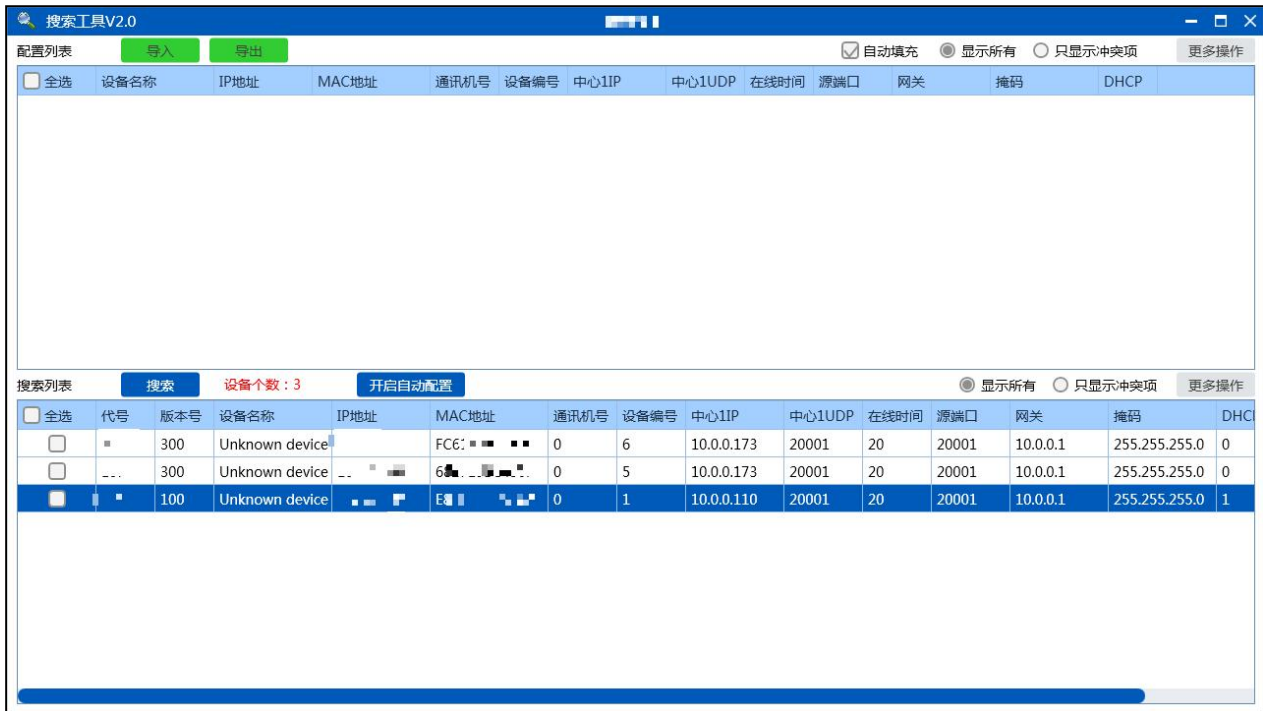 搜索工具V2.0
配置列表 导入 导出 自动填充 显示所有 只显示冲突项 更多操作
全选 设备名称 IP地址 MAC地址 通讯机号 设备编号 中心1IP 中心1UDP 在线时间 源端口 网关 掩码 DHCP
搜索列表 搜索 设备个数：3 开启自动配置 显示所有 只显示冲突项 更多操作
全选 代号 版本号 设备名称 IP地址 MAC地址 通讯机号 设备编号 中心1IP 中心1UDP 在线时间 源端口 网关 掩码
300 Unknown device 0 6 10.0.0.173 20001 20 20001 10.0.0.1 255.255.255.0 0
300 Unknown device 0 5 10.0.0.173 20001 20 20001 10.0.0.1 255.255.255.0 0
100 Unknown device 0 1 10.0.0.110 20001 20 20001 10.0.0.1 255.255.255.0 1